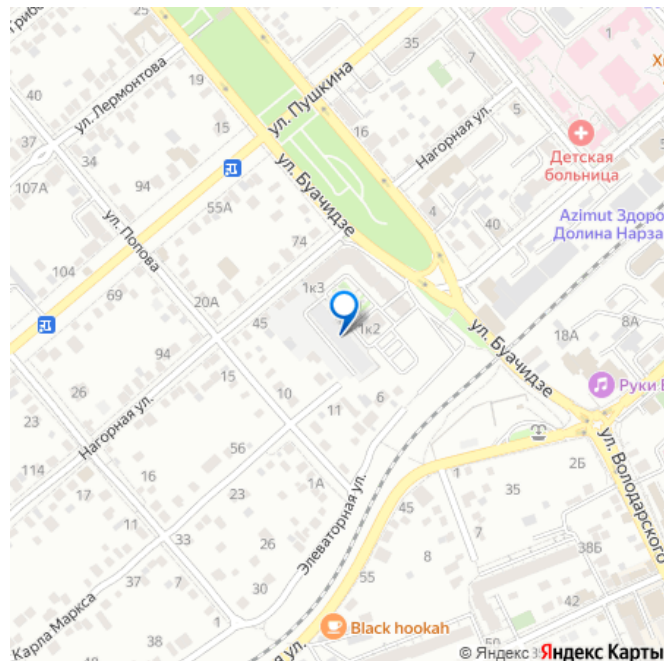 25
35
7
1
40
ул. Лермонтова
19
ул. Пушкина
5
37
34
15
16
Нагорная ул.
Детская
больница
107А
94
ул. Буачидзе
55А
4
40
Azimut Здоро
Долина Нарза
ул. Попова
74
104
69
20А
1к3
45
1к2
ул. Буачидзе
18А
8А
94
15
Руки В
23
10
11
6
Нагорная ул.
56
26
114
17
16
23
1А
1
2Б
35
ул. Володарского
11
33
26
Элеваторная ул.
45
7
8
38Б
37
7
30
55
42
Карла Маркса
1
38
Black hookah
ул.
© Яндекс
Яндекс Карты